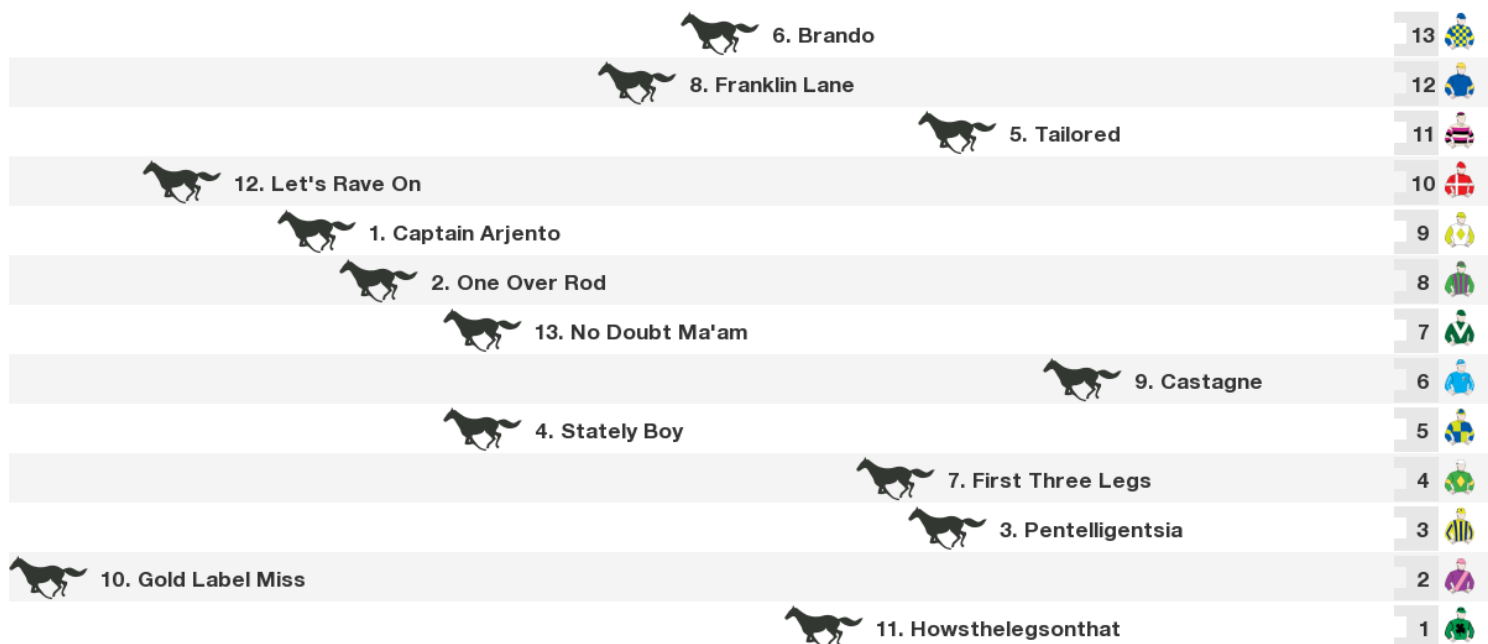 6. Brando 13
8. Franklin Lane 12
5. Tailored 11
12. Let's Rave On 10
1. Captain Arjento 9
2. One Over Rod 8
13. No Doubt Ma'am 7
9. Castagne 6
4. Stately Boy 5
7. First Three Legs 4
3. Pentelligentsia 3
10. Gold Label Miss 2
11. Howsthelegsonthat 1